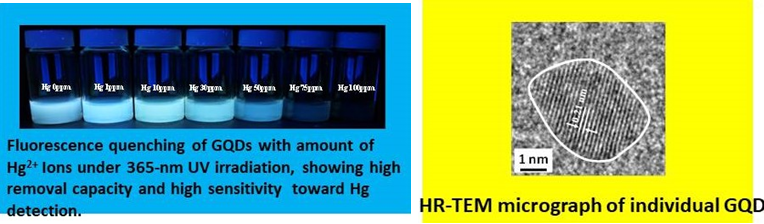 Hg 0ppm Hg 1ppm Hg 10ppm Hg 30ppm Hg 50ppm Hg 75ppm Hg 100ppm
Fluorescence quenching of GQDs with amount of
Hg²⁺ Ions under 365-nm UV irradiation, showing high
removal capacity and high sensitivity toward Hg
detection.
0.21 nm
1 nm
HR-TEM micrograph of individual GQD